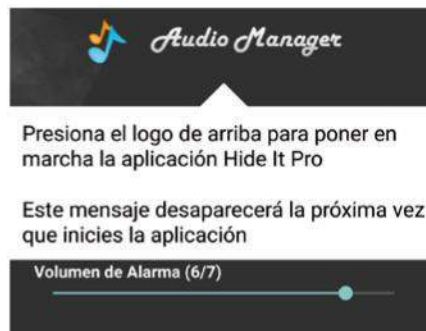 Audio Manager
Presiona el logo de arriba para poner en
marcha la aplicación Hide It Pro
Este mensaje desaparecerá la próxima vez
que inicies la aplicación
Volumen de Alarma (6/7)